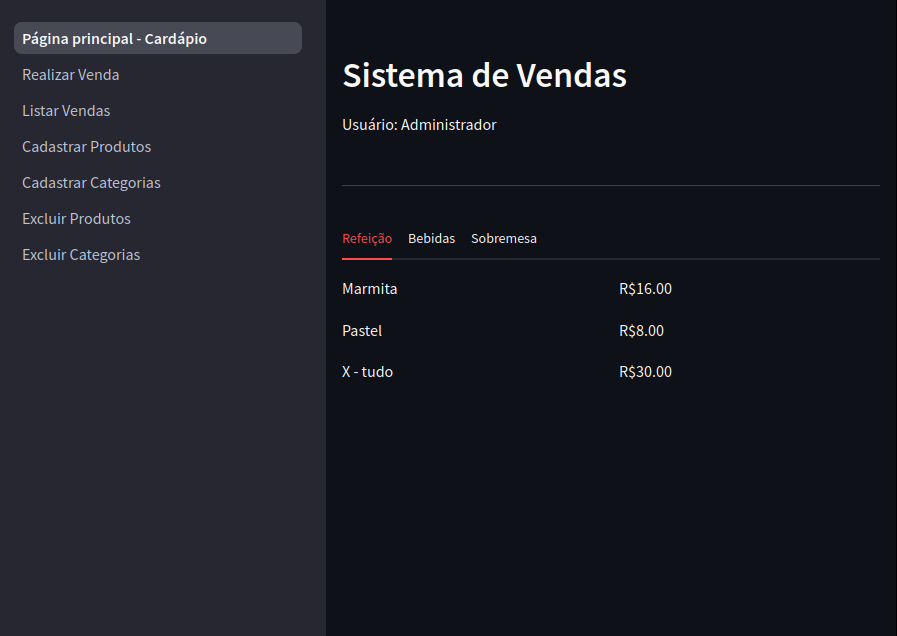 Página principal - Cardápio
Realizar Venda
Listar Vendas
Cadastrar Produtos
Cadastrar Categorias
Excluir Produtos
Excluir Categorias
Sistema de Vendas
Usuário: Administrador
Refeição Bebidas Sobremesa
Marmita R$16.00
Pastel R$8.00
X - tudo R$30.00